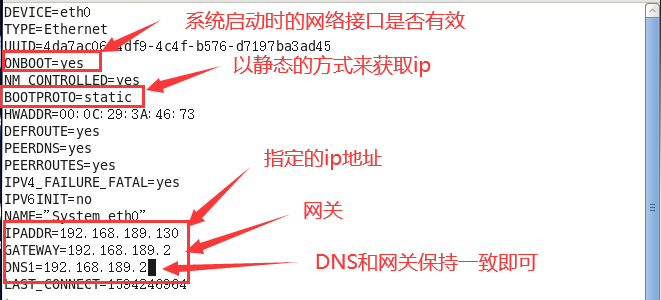 DEVICE=eth0
系统启动时的网络接口是否有效
TYPE=Ethernet
UUID=4da7ac06 4df9-4c4f-b576-d7197ba3ad45
ONBOOT=yes
以静态的方式来获取ip
NM_CONTROLLED=yes
BOOTPROTO=static
HWADDR=00:0C:29:3A:46:73
DEFROUTE=yes
PEERDNS=yes
指定的ip地址
PEERROUTES=yes
IPV4_FAILURE_FATAL=yes
IPV6INIT=no
网关
NAME="System eth0"
IPADDR=192.168.189.130
GATEWAY=192.168.189.2
DNS1=192.168.189.2
DNS和网关保持一致即可
LAST_CONNECT=1594246964